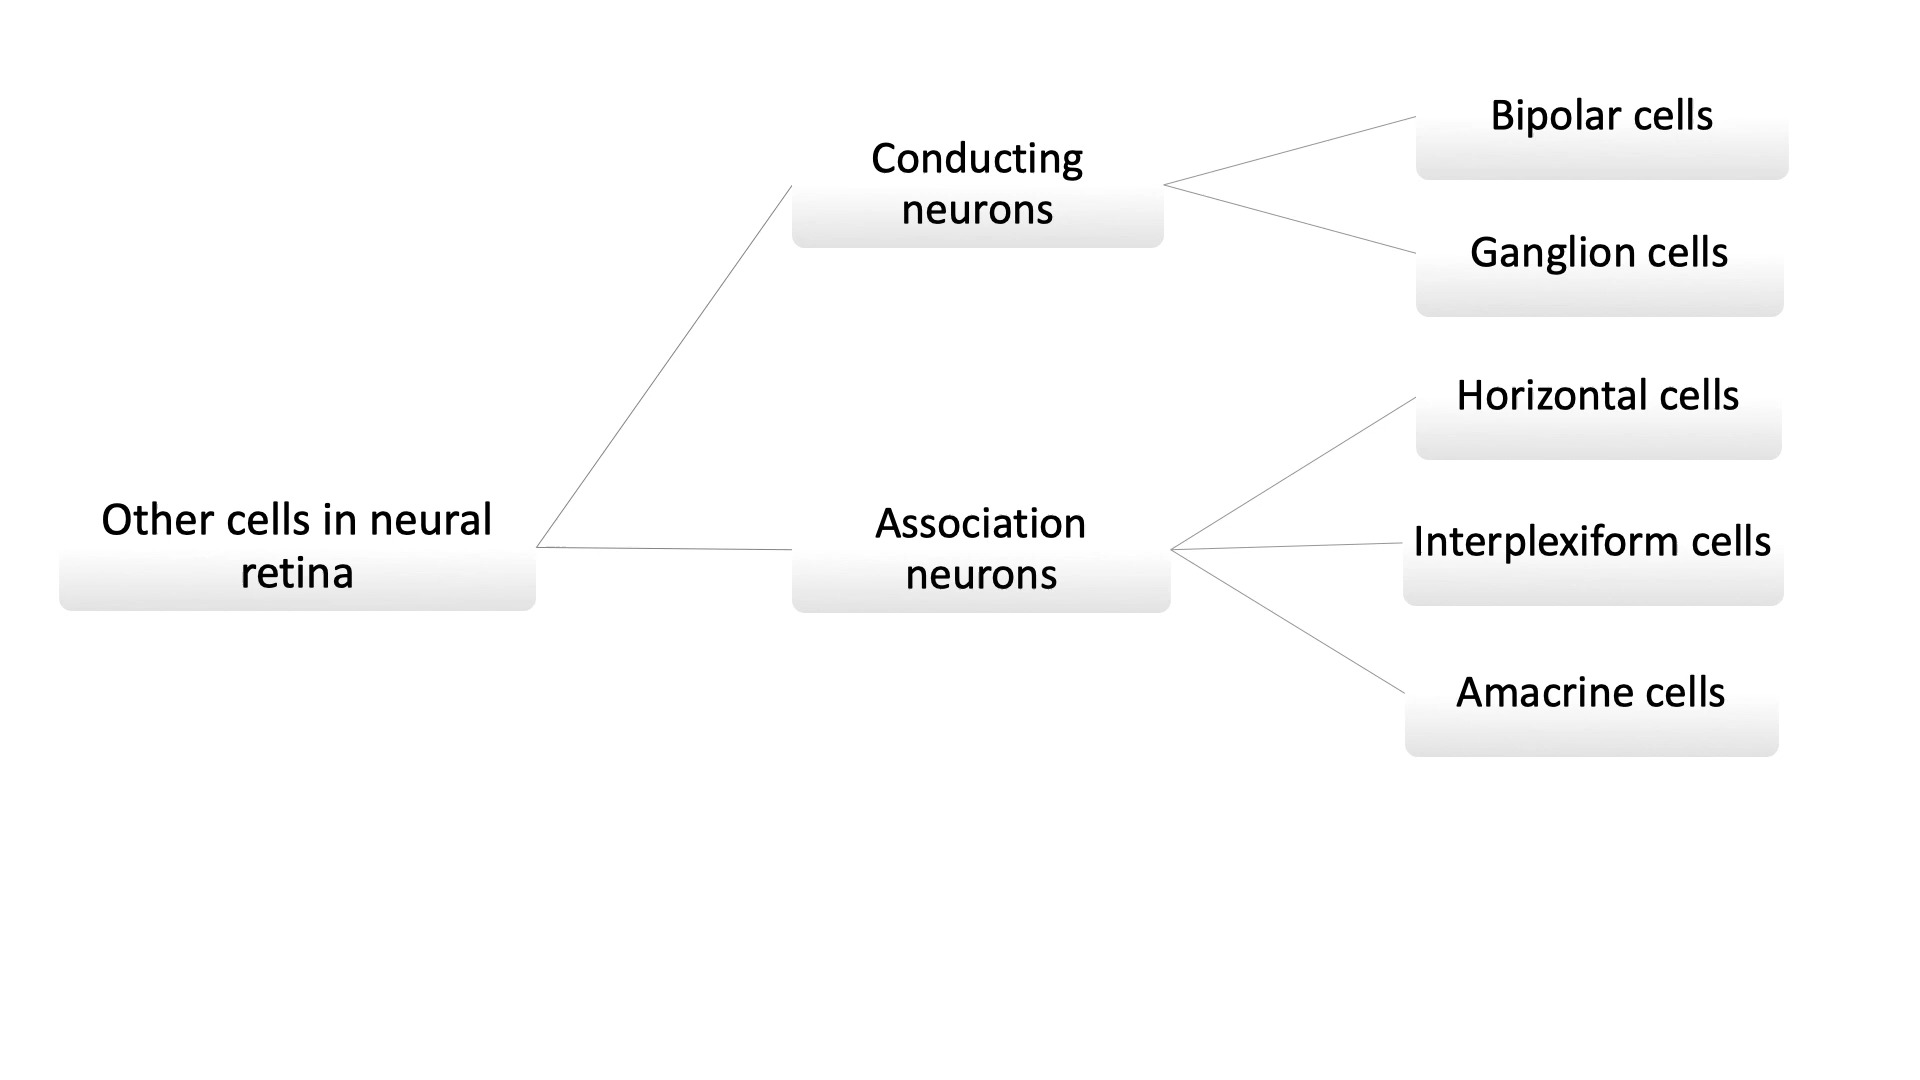 Other cells in neural
retina
Conducting
neurons
Bipolar cells
Ganglion cells
Association
neurons
Horizontal cells
Interplexiform cells
Amacrine cells